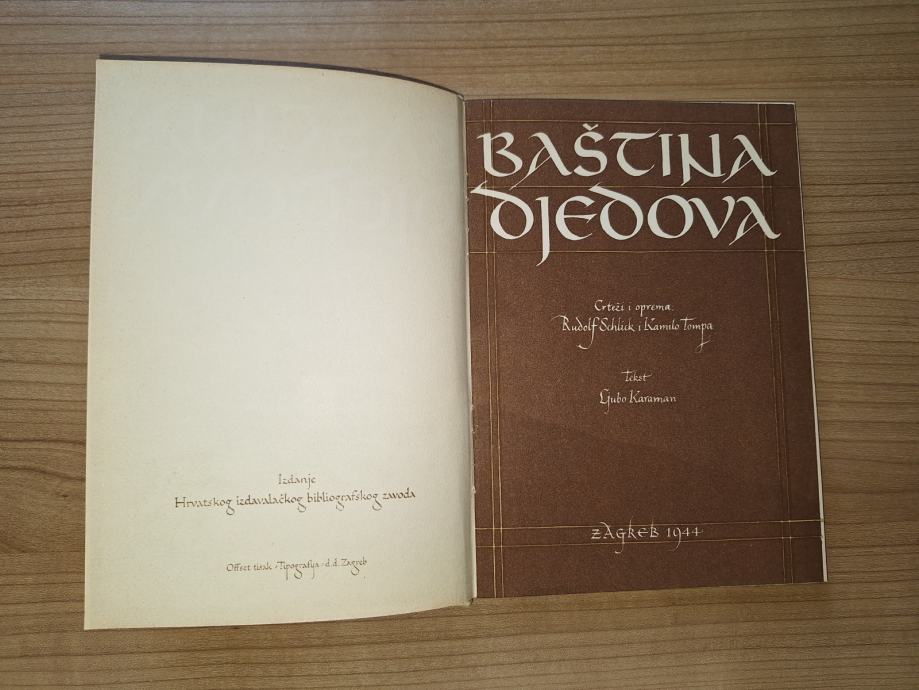 Izdanje
Hrvatskog izdavalačkog bibliografskog zavoda
Offset tisak »Tipografija« d.d. Zagreb
BAŠTINA
DJEDOVA
Crteži i oprema
Rudolf Schlick i Kamilo Tompa
Tekst
Ljubo Karaman
ZAGREB 1944